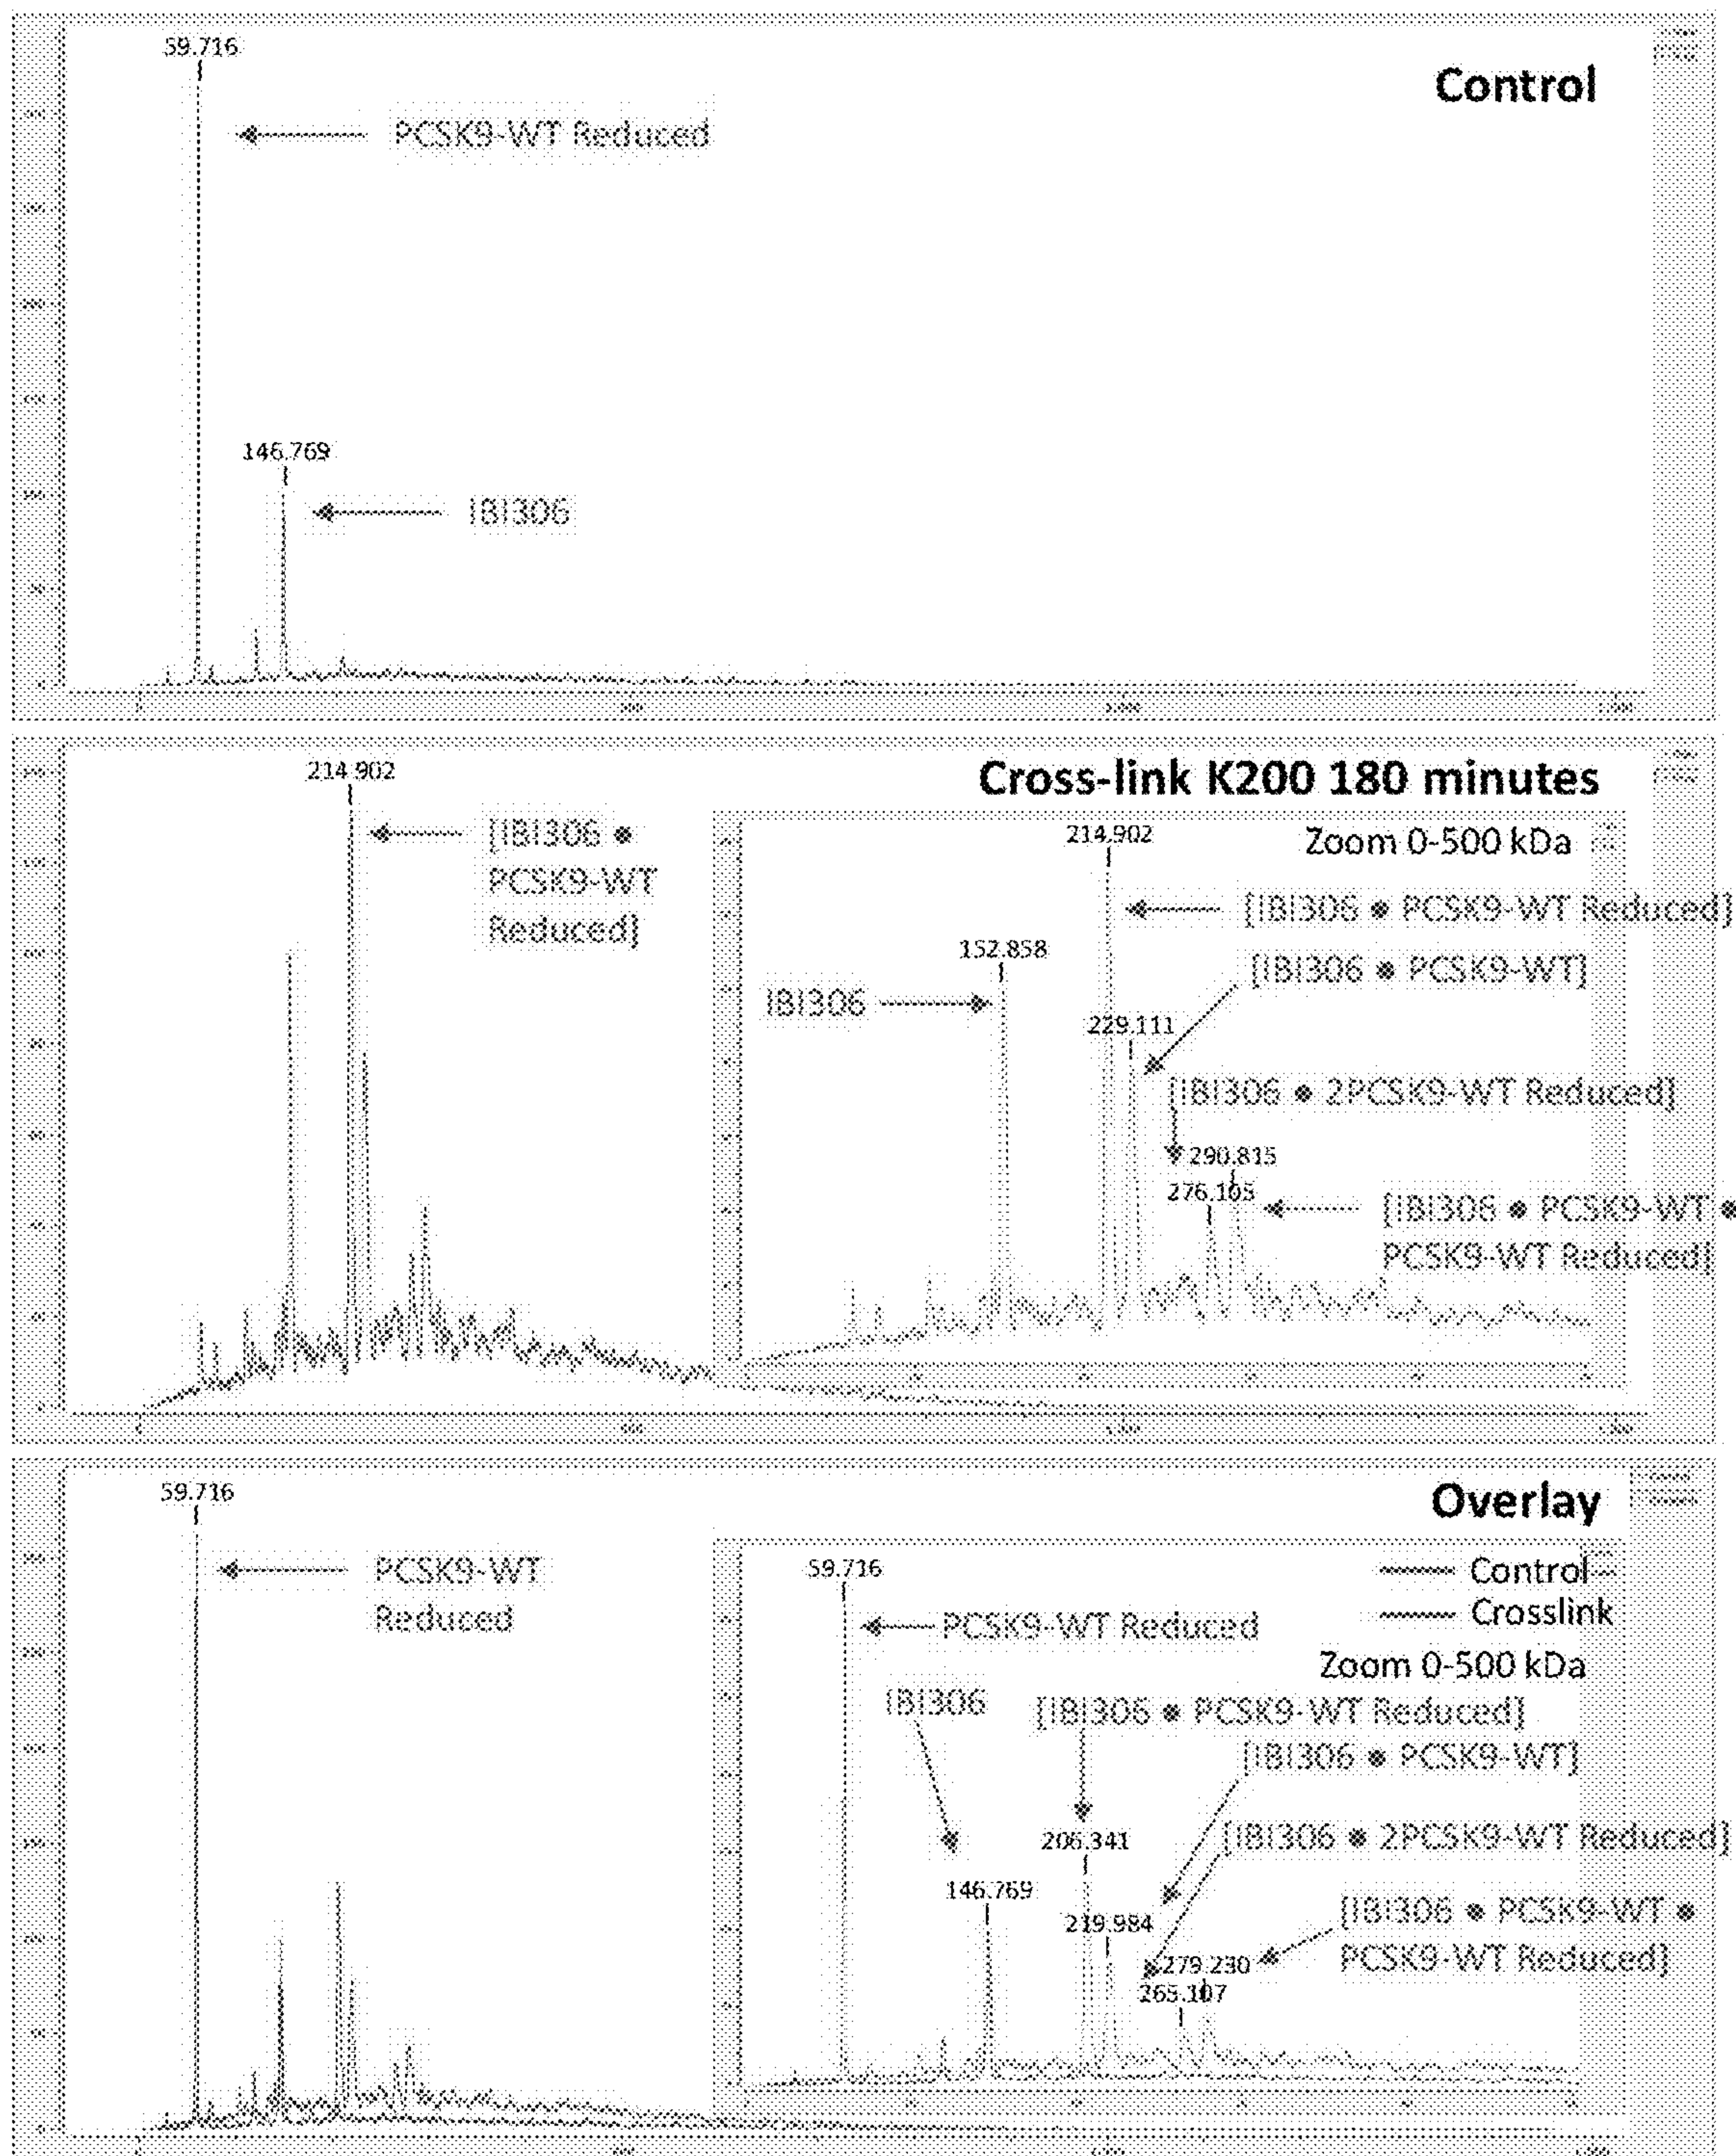 59.716
Control
PCSK9-WT Reduced
146.769
IBI306
214.902
Cross-link K200 180 minutes
[IBI306 ●
PCSK9-WT
Reduced]
214.902
Zoom 0-500 kDa
[IBI306 ● PCSK9-WT Reduced]
152.858
[IBI306 ● PCSK9-WT]
IBI306
229.111
[IBI306 ● 2PCSK9-WT Reduced]
290.815
276.105
[IBI306 ● PCSK9-WT ●
PCSK9-WT Reduced]
59.716
Overlay
PCSK9-WT
Reduced
59.716
Control
Crosslink
PCSK9-WT Reduced
Zoom 0-500 kDa
IBI306
[IBI306 ● PCSK9-WT Reduced]
[IBI306 ● PCSK9-WT]
206.341
[IBI306 ● 2PCSK9-WT Reduced]
146.769
219.984
[IBI306 ● PCSK9-WT ●
PCSK9-WT Reduced]
279.230
265.107